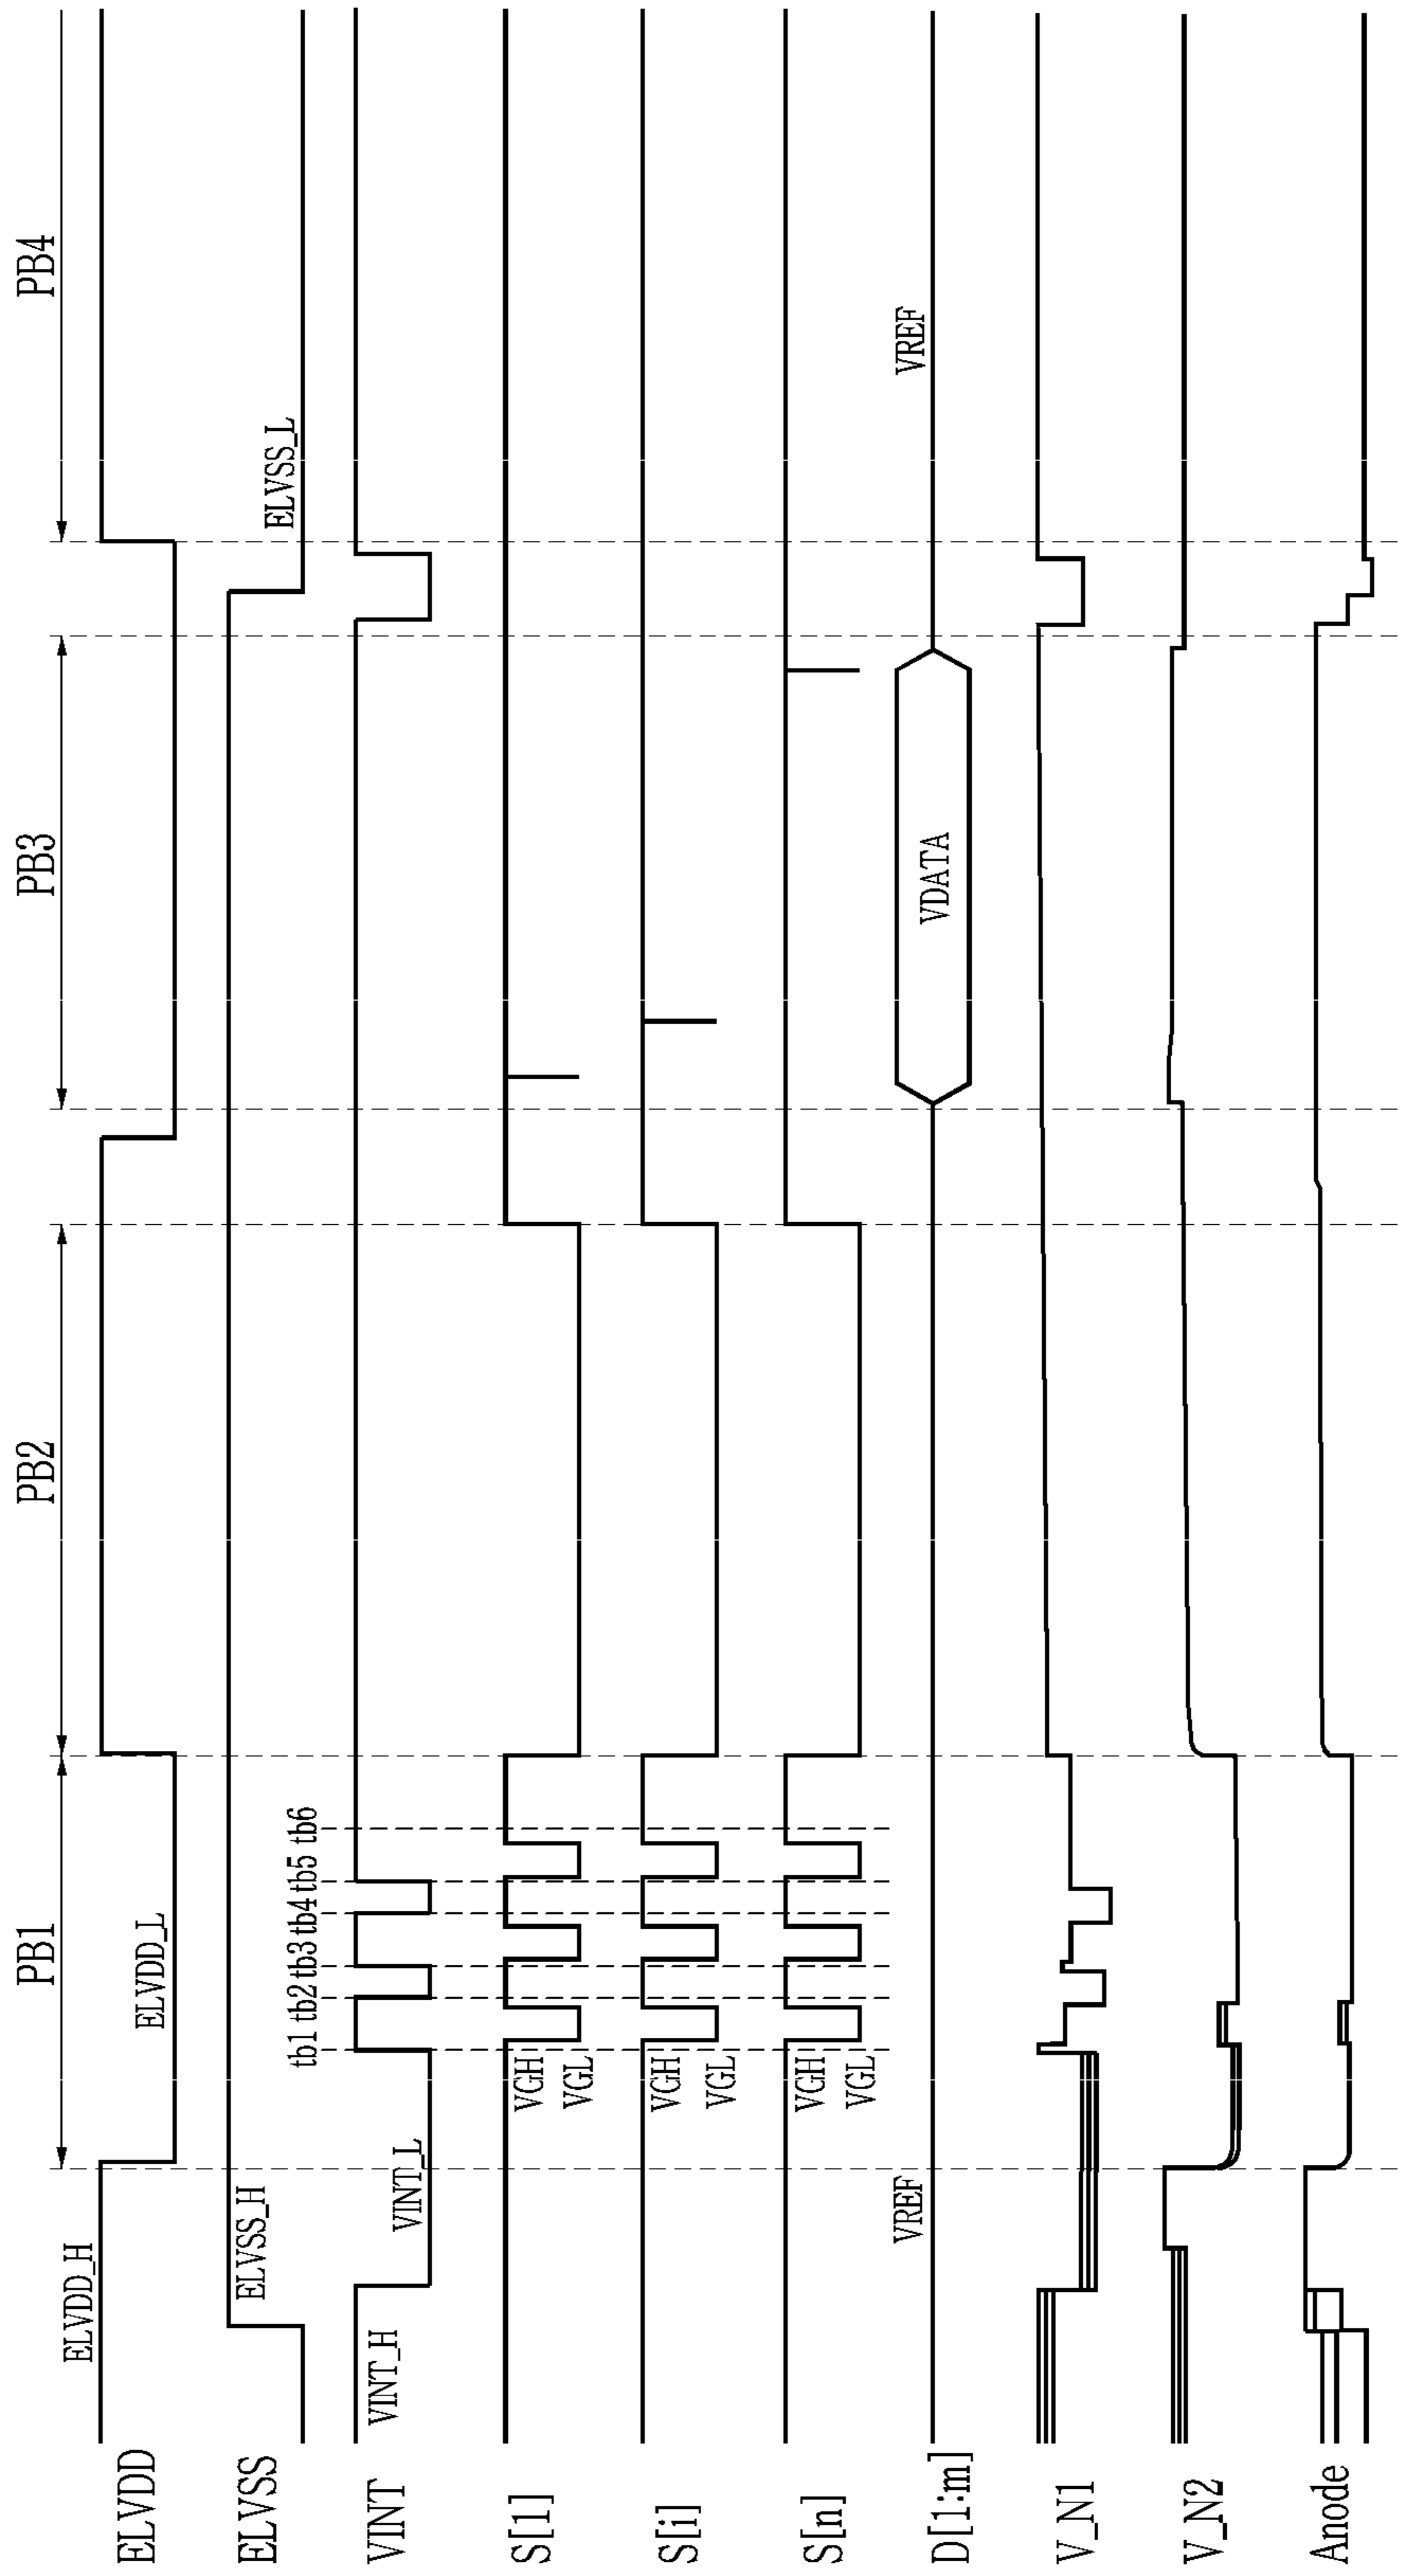 PB1 PB2 PB3 PB4
ELVDD ELVDD_H ELVDD_L
ELVSS ELVSS_H ELVSS_L
VINT VINT_H VINT_L
tb1 tb2 tb3 tb4 tb5 tb6
S[1] VGH
VGL
S[i] VGH
VGL
S[n] VGH
VGL
D[1:m] VREF VDATA VREF
V_N1
V_N2
Anode